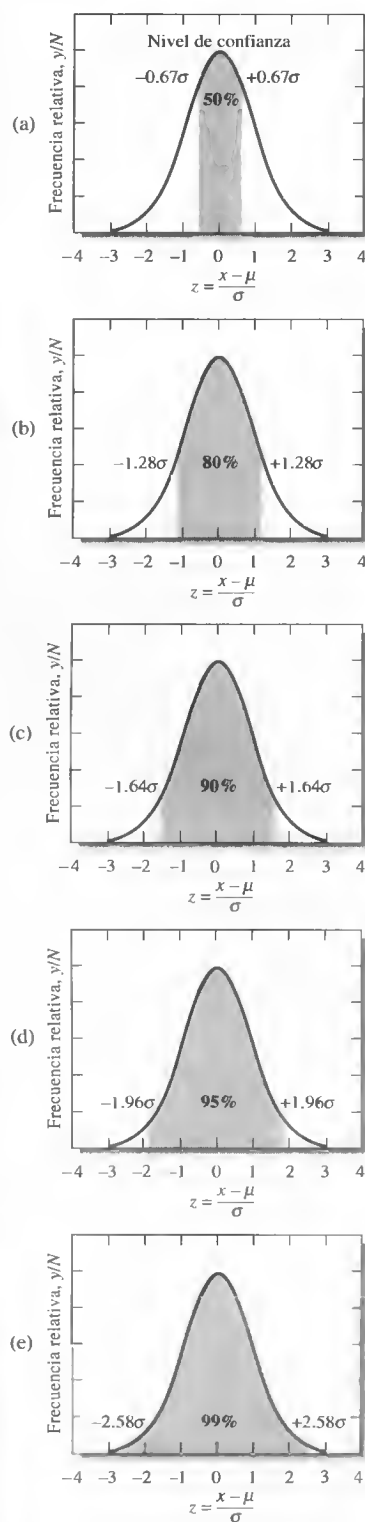 Nivel de confianza
−0.67σ +0.67σ
50%
(a)
Frecuencia relativa, y/N
−4 −3 −2 −1 0 1 2 3 4
z = x − μ / σ
(b)
Frecuencia relativa, y/N
−1.28σ 80% +1.28σ
−4 −3 −2 −1 0 1 2 3 4
z = x − μ / σ
(c)
Frecuencia relativa, y/N
−1.64σ 90% +1.64σ
−4 −3 −2 −1 0 1 2 3 4
z = x − μ / σ
(d)
Frecuencia relativa, y/N
−1.96σ 95% +1.96σ
−4 −3 −2 −1 0 1 2 3 4
z = x − μ / σ
(e)
Frecuencia relativa, y/N
−2.58σ 99% +2.58σ
−4 −3 −2 −1 0 1 2 3 4
z = x − μ / σ